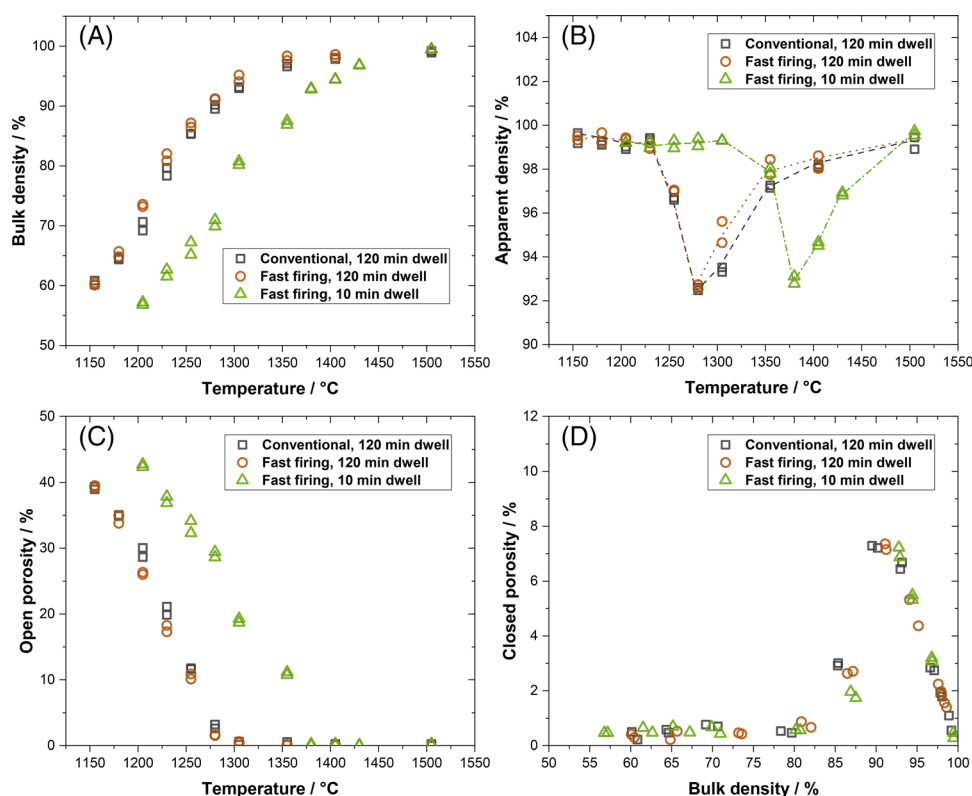 (A)
100
90
80
70
60
50
Bulk density / %
Conventional, 120 min dwell
Fast firing, 120 min dwell
Fast firing, 10 min dwell
1150 1200 1250 1300 1350 1400 1450 1500 1550
Temperature / °C
(B)
104
102
100
98
96
94
92
90
Apparent density / %
Conventional, 120 min dwell
Fast firing, 120 min dwell
Fast firing, 10 min dwell
1150 1200 1250 1300 1350 1400 1450 1500 1550
Temperature / °C
(C)
50
40
30
20
10
0
Open porosity / %
Conventional, 120 min dwell
Fast firing, 120 min dwell
Fast firing, 10 min dwell
1150 1200 1250 1300 1350 1400 1450 1500 1550
Temperature / °C
(D)
12
10
8
6
4
2
0
Closed porosity / %
Conventional, 120 min dwell
Fast firing, 120 min dwell
Fast firing, 10 min dwell
50 55 60 65 70 75 80 85 90 95 100
Bulk density / %